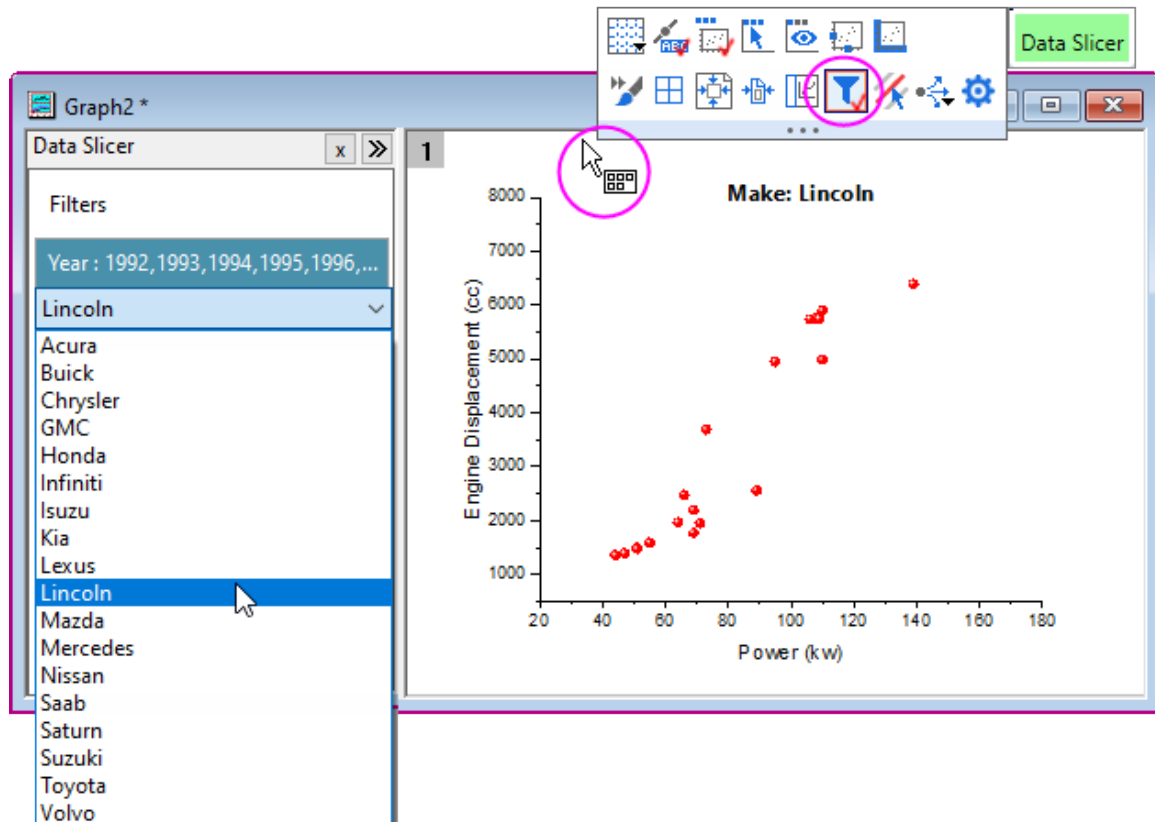 ABC
Data Slicer
Graph2 *
Data Slicer
x
Filters
Year : 1992,1993,1994,1995,1996,...
Lincoln
Acura
Buick
Chrysler
GMC
Honda
Infiniti
Isuzu
Kia
Lexus
Lincoln
Mazda
Mercedes
Nissan
Saab
Saturn
Suzuki
Toyota
Volvo
1
Make: Lincoln
8000
7000
6000
5000
4000
3000
2000
1000
Engine Displacement (cc)
20 40 60 80 100 120 140 160 180
Power (kw)